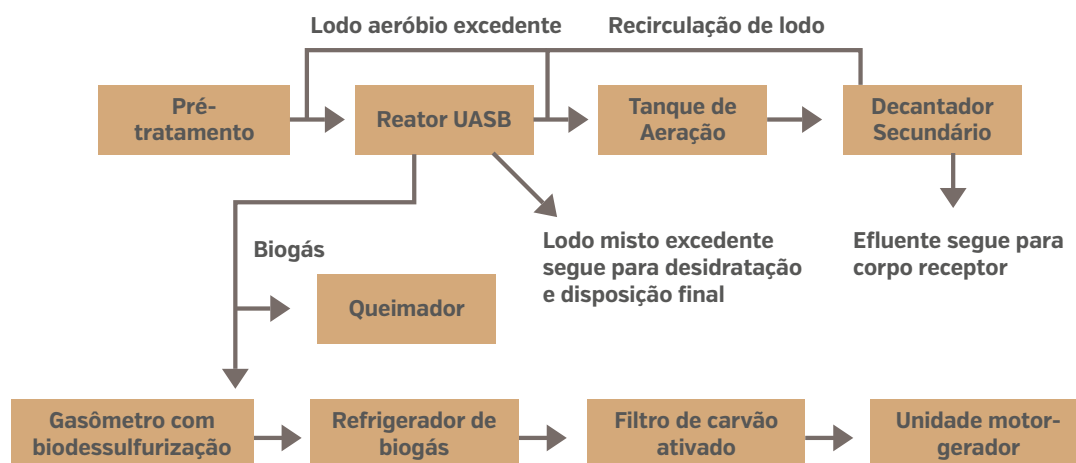 Lodo aeróbio excedente
Recirculação de lodo
Pré-
tratamento
Reator UASB
Tanque de
Aeração
Decantador
Secundário
Biogás
Lodo misto excedente
segue para desidratação
e disposição final
Efluente segue para
corpo receptor
Queimador
Gasômetro com
biodessulfurização
Refrigerador de
biogás
Filtro de carvão
ativado
Unidade motor-
gerador